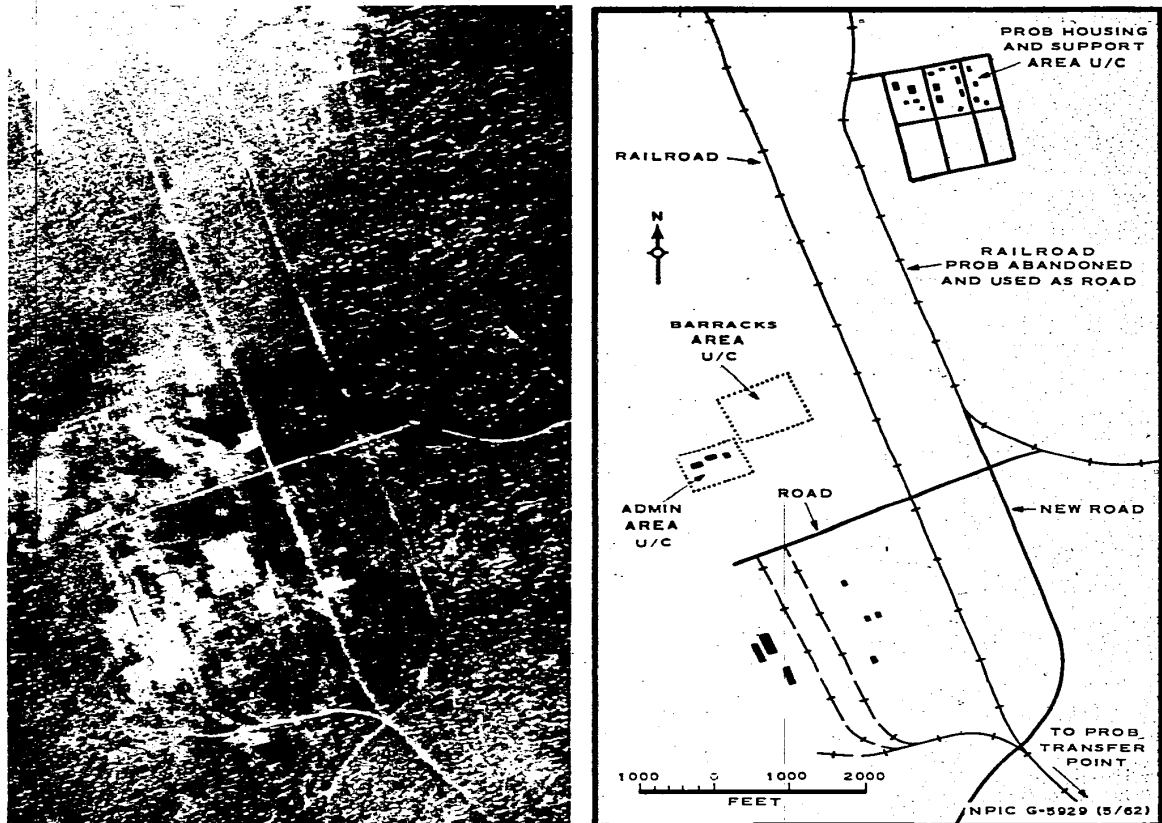 PROB HOUSING
AND SUPPORT
AREA U/C
RAILROAD
N
RAILROAD
PROB ABANDONED
AND USED AS ROAD
BARRACKS
AREA
U/C
ADMIN
AREA
U/C
ROAD
NEW ROAD
TO PROB
TRANSFER
POINT
1000 0 1000 2000
FEET
NPIC G-5929 (5/62)